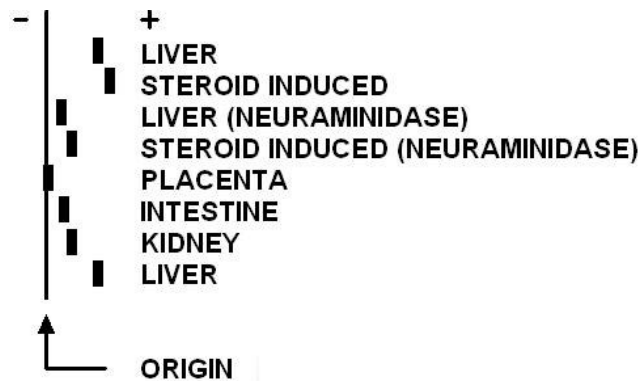 - +
LIVER
STEROID INDUCED
LIVER (NEURAMINIDASE)
STEROID INDUCED (NEURAMINIDASE)
PLACENTA
INTESTINE
KIDNEY
LIVER
ORIGIN